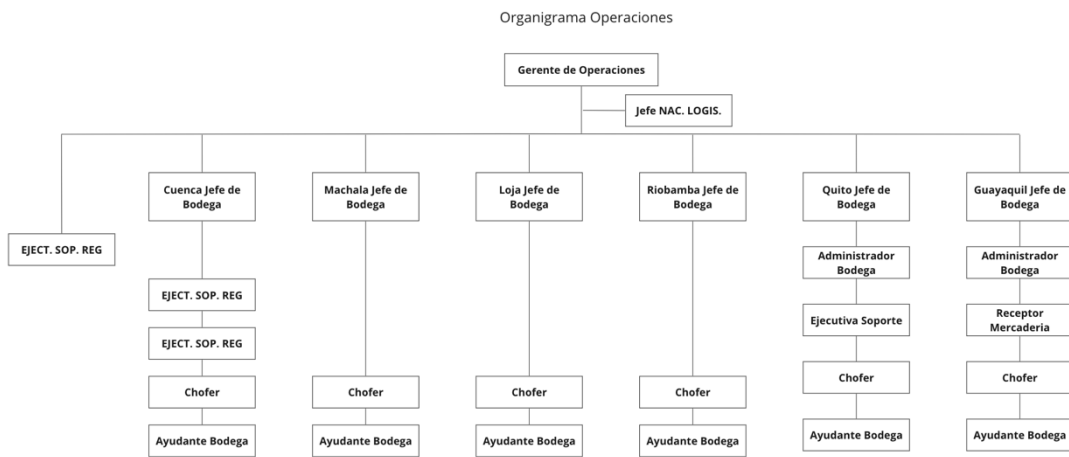 Organigrama Operaciones
Gerente de Operaciones
Jefe NAC. LOGIS.
Cuenca Jefe de
Bodega
Machala Jefe de
Bodega
Loja Jefe de
Bodega
Riobamba Jefe de
Bodega
Quito Jefe de
Bodega
Guayaquil Jefe de
Bodega
EJECT. SOP. REG
Administrador
Bodega
Administrador
Bodega
EJECT. SOP. REG
Ejecutiva Soporte
Receptor
Mercaderia
EJECT. SOP. REG
Chofer
Chofer
Chofer
Chofer
Chofer
Chofer
Ayudante Bodega
Ayudante Bodega
Ayudante Bodega
Ayudante Bodega
Ayudante Bodega
Ayudante Bodega